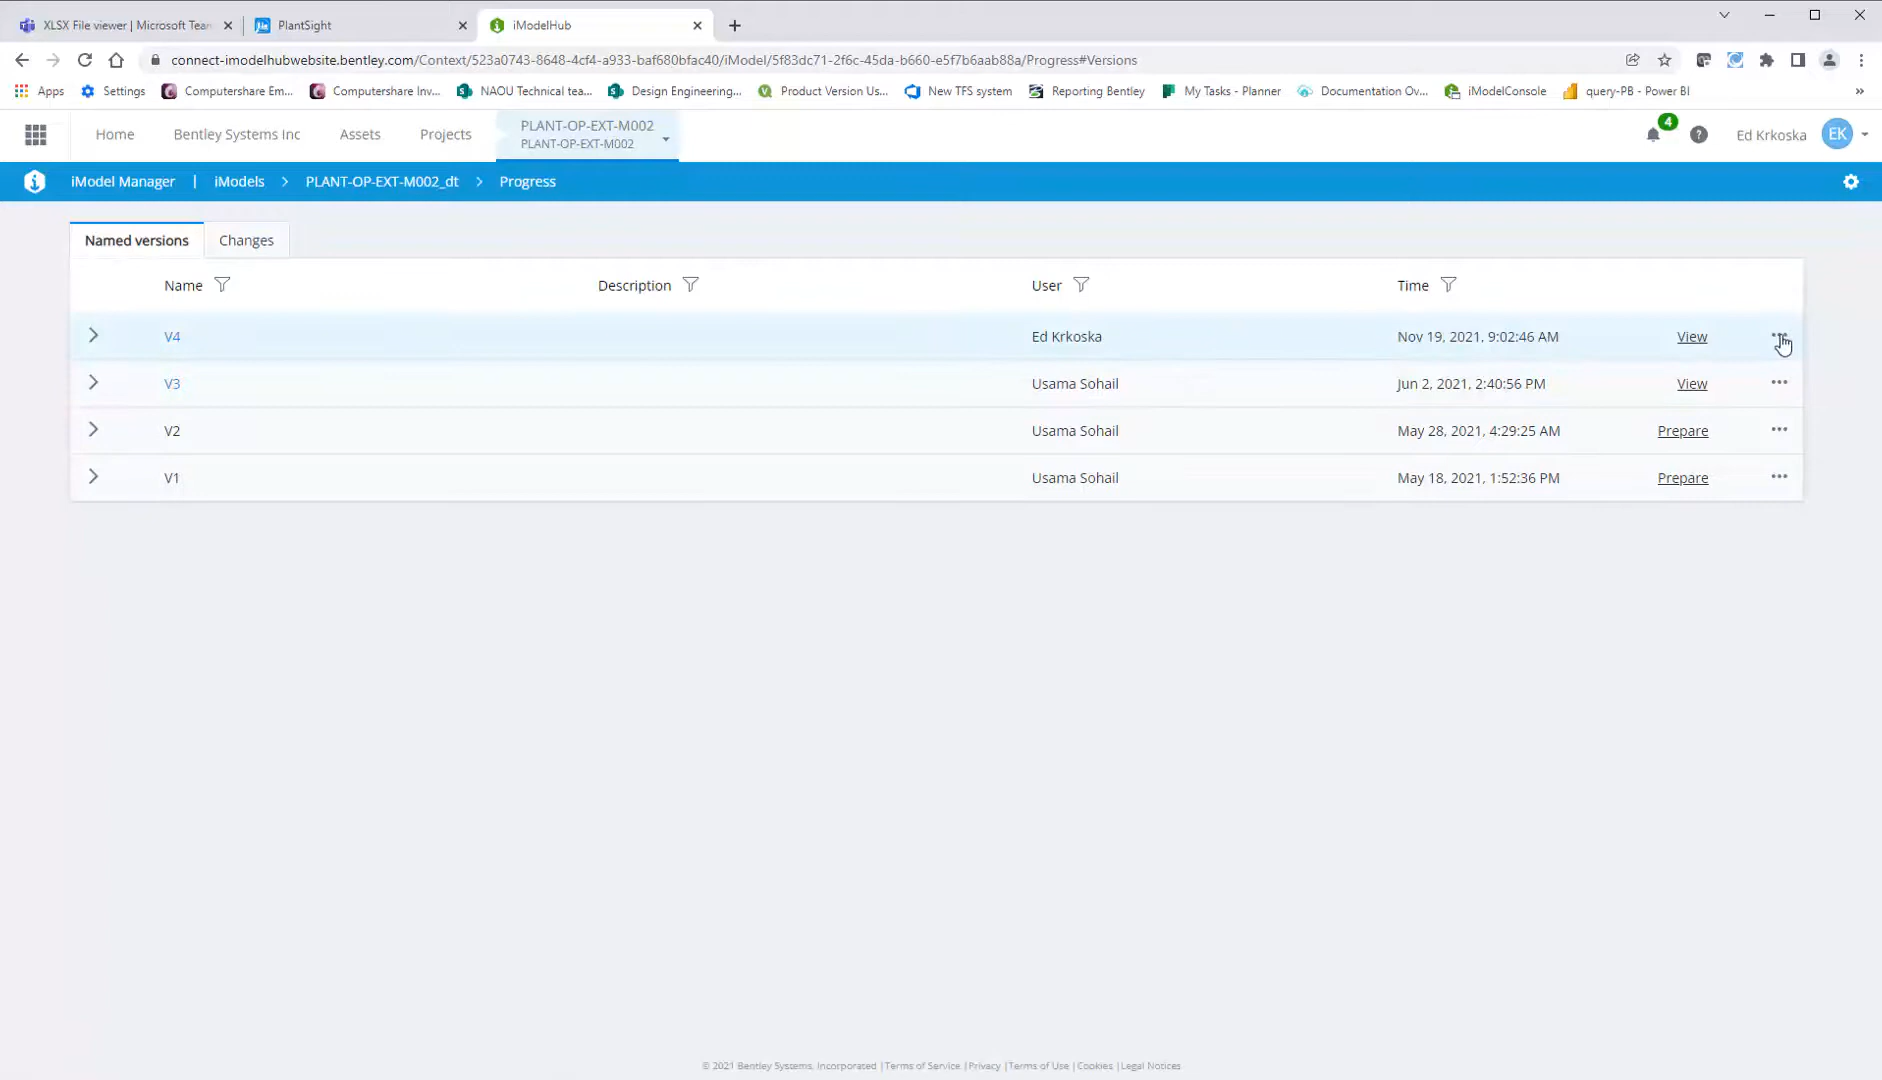 XLSX File viewer | Microsoft Tean
PlantSight
iModelHub
connect-imodelhubwebsite.bentley.com/Context/523a0743-8648-4cf4-a933-baf680bfac40/iModel/5f83dc71-2f6c-45da-b660-e5f7b6aab88a/Progress#Versions
Apps Settings Computershare Em... Computershare Inv... NAOU Technical tea... Design Engineering... Product Version Us... New TFS system Reporting Bentley My Tasks - Planner Documentation Ov... iModelConsole query-PB - Power BI »
Home Bentley Systems Inc Assets Projects PLANT-OP-EXT-M002 4 Ed Krkoska EK
PLANT-OP-EXT-M002
iModel Manager | iModels > PLANT-OP-EXT-M002_dt > Progress
Named versions Changes
Name Description User Time
V4 Ed Krkoska Nov 19, 2021, 9:02:46 AM View ...
V3 Usama Sohail Jun 2, 2021, 2:40:56 PM View ...
V2 Usama Sohail May 28, 2021, 4:29:25 AM Prepare ...
V1 Usama Sohail May 18, 2021, 1:52:36 PM Prepare ...
© 2021 Bentley Systems, Incorporated |Terms of Service |Privacy |Terms of Use |Cookies |Legal Notices